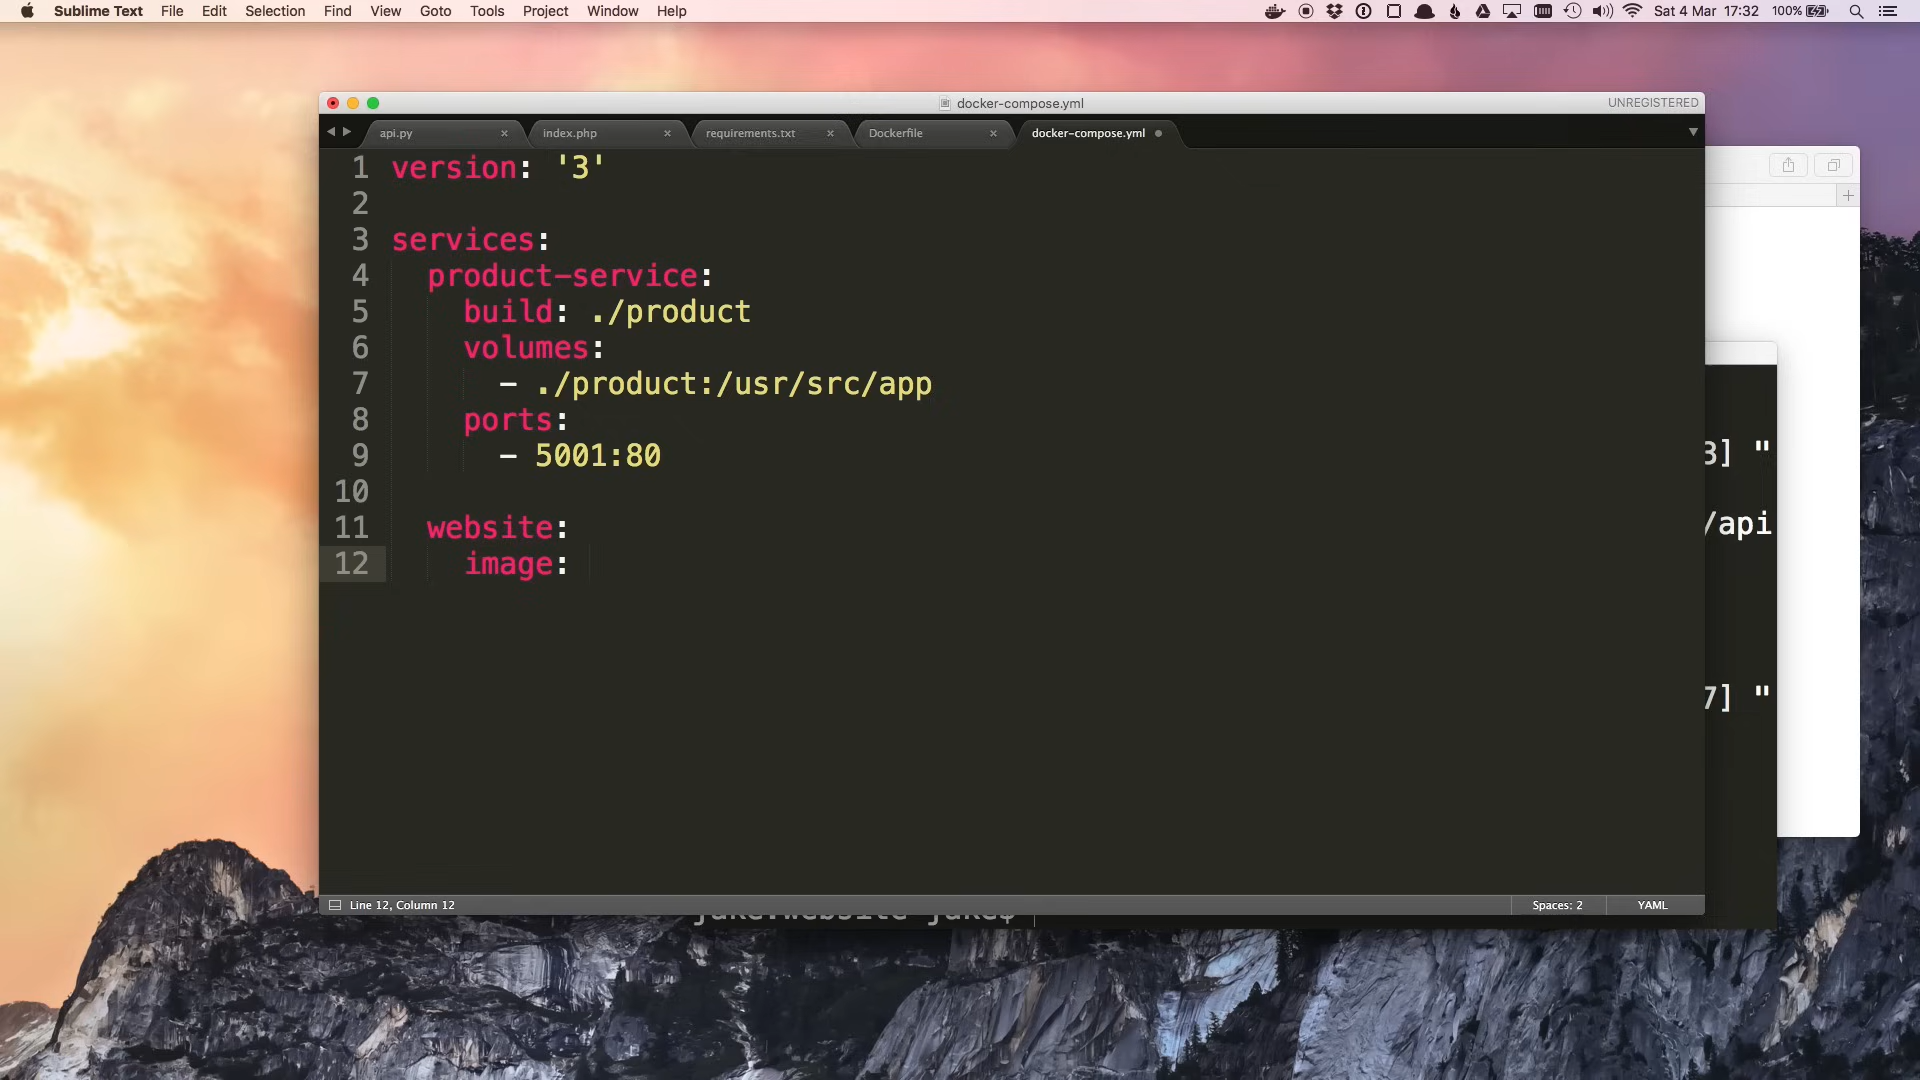 Sublime Text File Edit Selection Find View Goto Tools Project Window Help Sat 4 Mar 17:32 100%
docker-compose.yml UNREGISTERED
api.py index.php requirements.txt Dockerfile docker-compose.yml
1 version: '3'
2
3 services:
4 product-service:
5 build: ./product
6 volumes:
7 - ./product:/usr/src/app
8 ports:
9 - 5001:80
10
11 website:
12 image:
3] "
/api
7] "
Line 12, Column 12 Spaces: 2 YAML
jake:website jake$